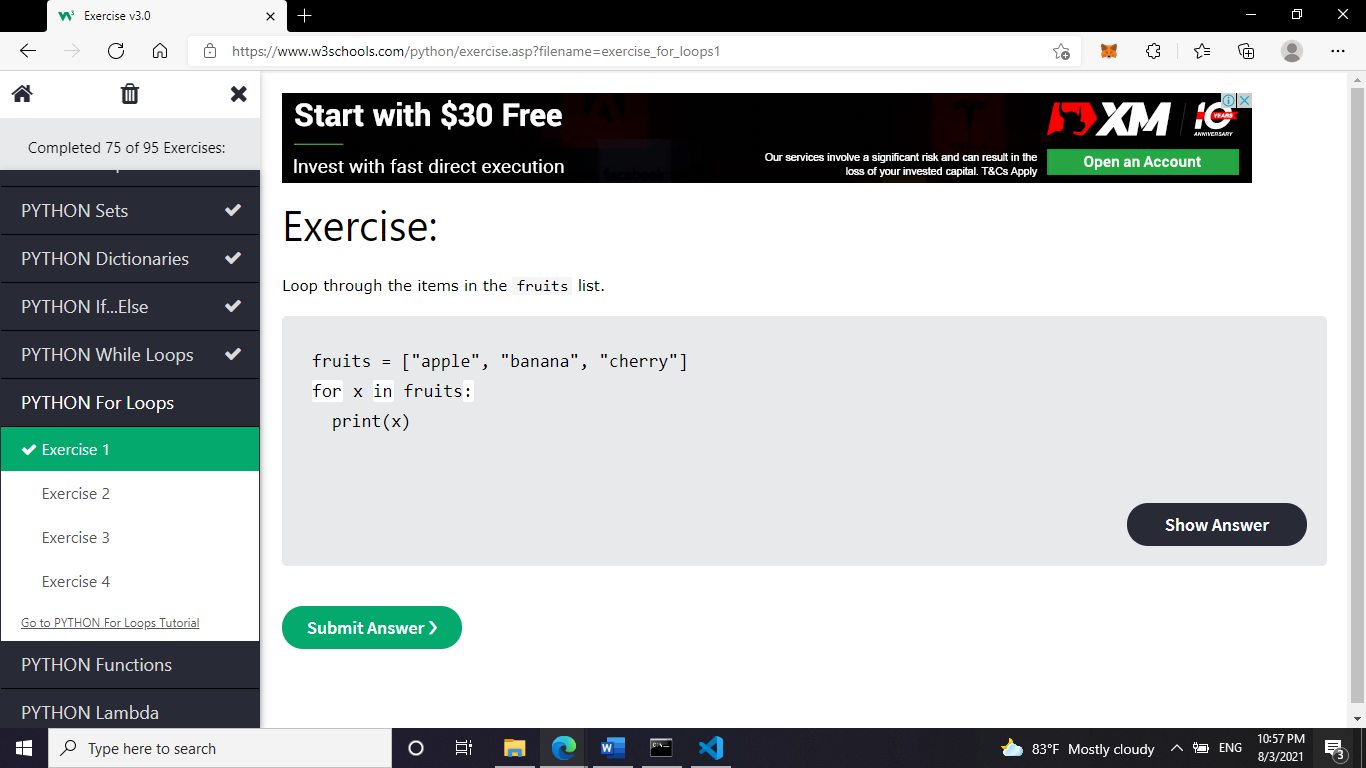 Exercise v3.0
https://www.w3schools.com/python/exercise.asp?filename=exercise_for_loops1
Completed 75 of 95 Exercises:
PYTHON Sets
PYTHON Dictionaries
PYTHON If...Else
PYTHON While Loops
PYTHON For Loops
Exercise 1
Exercise 2
Exercise 3
Exercise 4
Go to PYTHON For Loops Tutorial
PYTHON Functions
PYTHON Lambda
Start with $30 Free
Invest with fast direct execution
Our services involve a significant risk and can result in the
loss of your invested capital. T&Cs Apply
XM
10
YEARS
ANNIVERSARY
Open an Account
Exercise:
Loop through the items in the fruits list.
fruits = ["apple", "banana", "cherry"]
for x in fruits:
print(x)
Show Answer
Submit Answer ❯
Type here to search
83°F Mostly cloudy
ENG
10:57 PM
8/3/2021
3